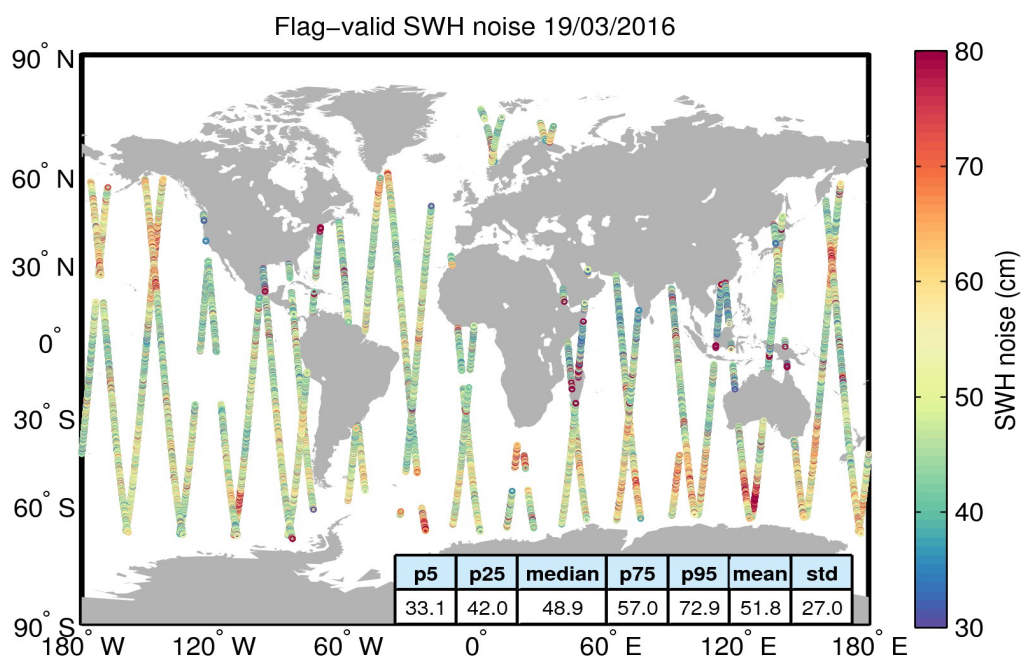 Flag−valid SWH noise 19/03/2016
90° N
60° N
30° N
0°
30° S
60° S
90° S
180° W
120° W
60° W
0°
60° E
120° E
180° E
80
70
60
50
40
30
SWH noise (cm)
p5 p25 median p75 p95 mean std
33.1 42.0 48.9 57.0 72.9 51.8 27.0